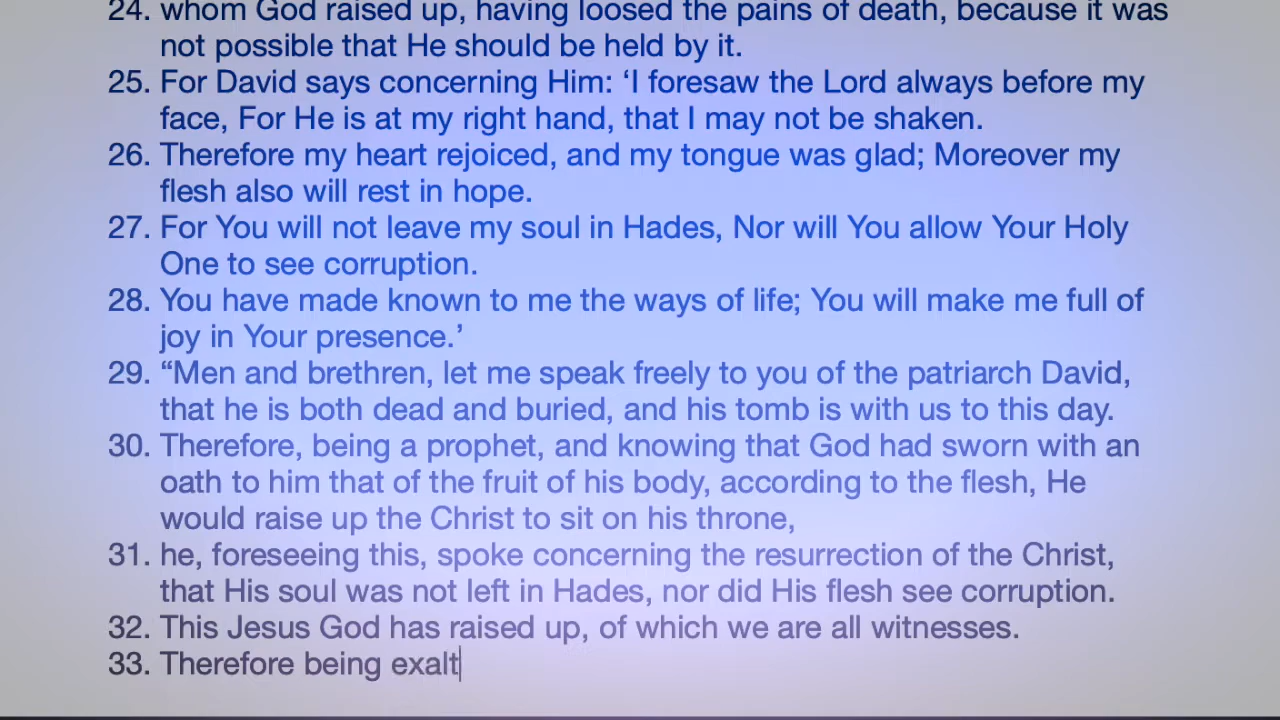 24. whom God raised up, having loosed the pains of death, because it was
not possible that He should be held by it.
25. For David says concerning Him: ‘I foresaw the Lord always before my
face, For He is at my right hand, that I may not be shaken.
26. Therefore my heart rejoiced, and my tongue was glad; Moreover my
flesh also will rest in hope.
27. For You will not leave my soul in Hades, Nor will You allow Your Holy
One to see corruption.
28. You have made known to me the ways of life; You will make me full of
joy in Your presence.’
29. “Men and brethren, let me speak freely to you of the patriarch David,
that he is both dead and buried, and his tomb is with us to this day.
30. Therefore, being a prophet, and knowing that God had sworn with an
oath to him that of the fruit of his body, according to the flesh, He
would raise up the Christ to sit on his throne,
31. he, foreseeing this, spoke concerning the resurrection of the Christ,
that His soul was not left in Hades, nor did His flesh see corruption.
32. This Jesus God has raised up, of which we are all witnesses.
33. Therefore being exalt